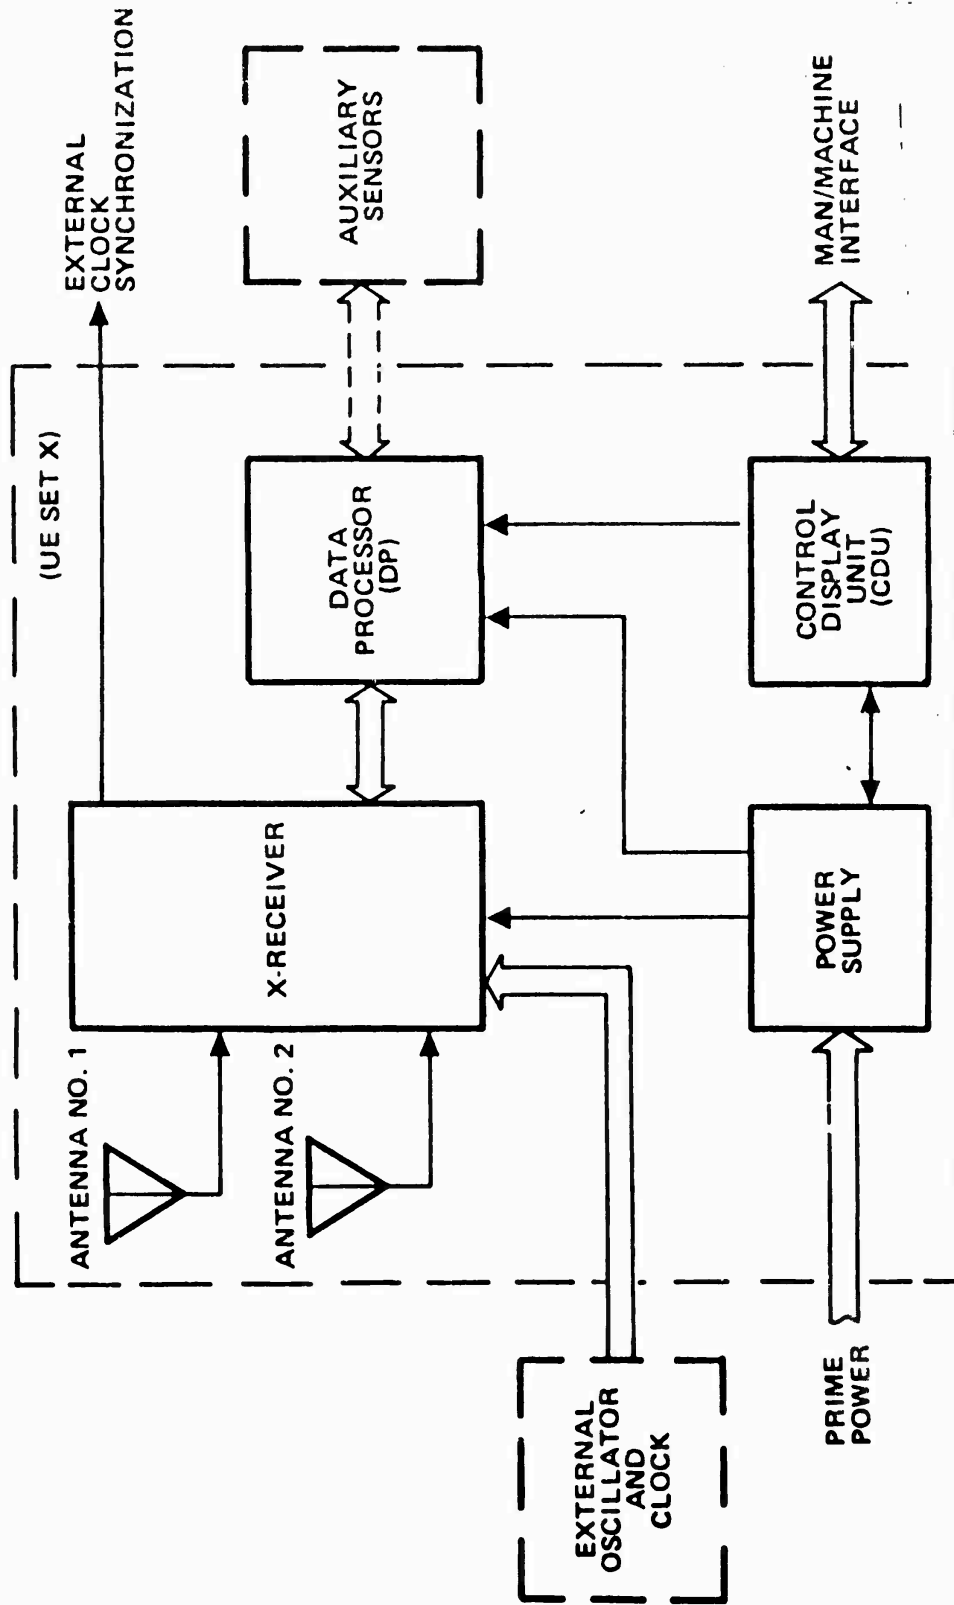 EXTERNAL
CLOCK
SYNCHRONIZATION
(UE SET X)
ANTENNA NO. 1
ANTENNA NO. 2
X-RECEIVER
DATA
PROCESSOR
(DP)
AUXILIARY
SENSORS
EXTERNAL
OSCILLATOR
AND
CLOCK
PRIME
POWER
POWER
SUPPLY
CONTROL
DISPLAY
UNIT
(CDU)
MAN/MACHINE
INTERFACE